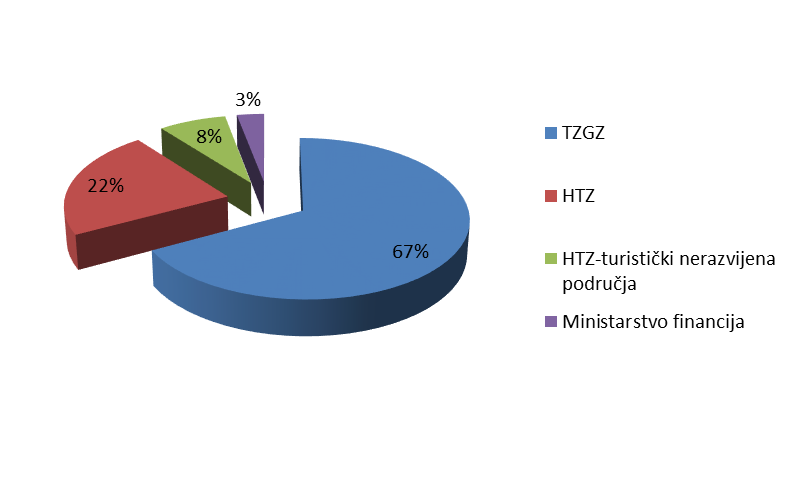 3%
8%
22%
67%
TZGZ
HTZ
HTZ-turistički nerazvijena
područja
Ministarstvo financija